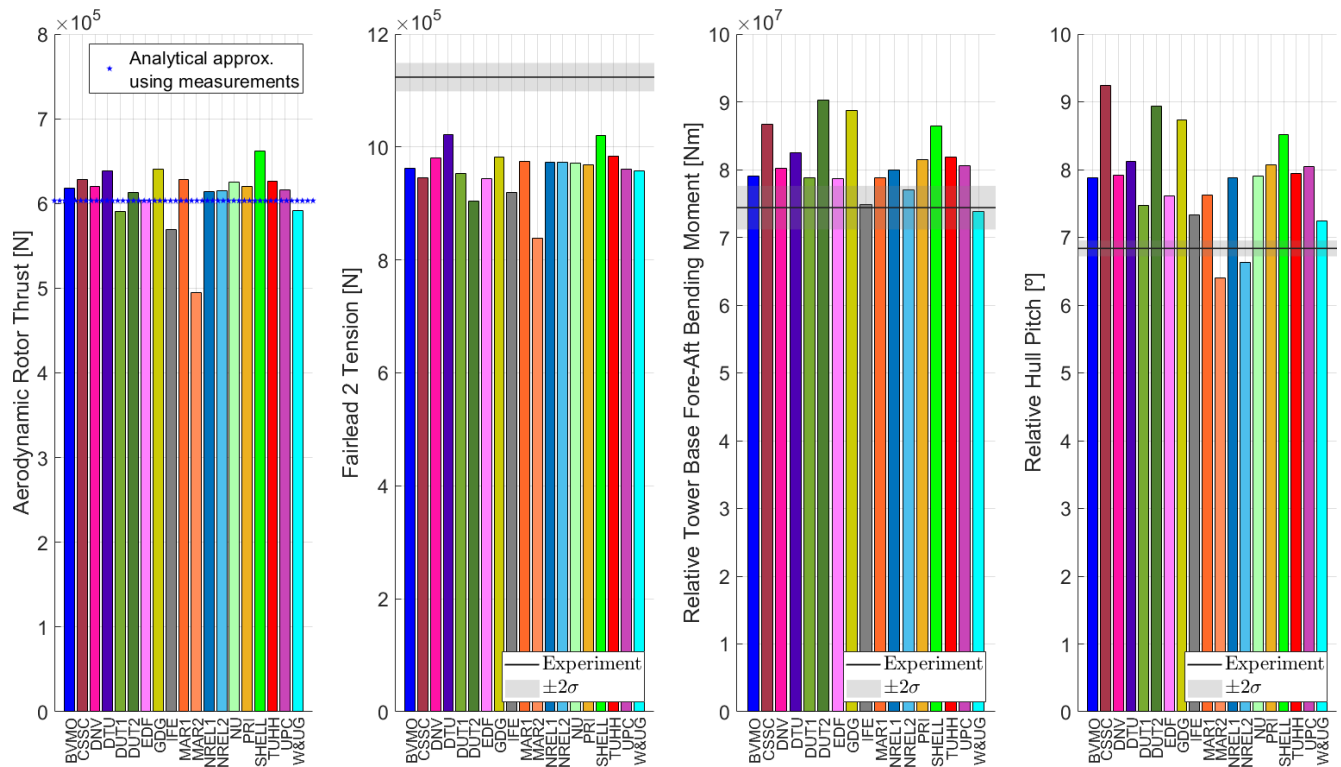 ×10⁵
Aerodynamic Rotor Thrust [N]
8
7
6
5
4
3
2
1
0
Analytical approx.
using measurements
BVMO
CSSC
DNV
DTU
DUT1
DUT2
EDF
GDG
IFE
MAR1
MAR2
NREL1
NREL2
NU
PRI
SHELL
TUHH
UPC
W&UG
×10⁵
Fairlead 2 Tension [N]
12
10
8
6
4
2
0
Experiment
±2σ
BVMO
CSSC
DNV
DTU
DUT1
DUT2
EDF
GDG
IFE
MAR1
MAR2
NREL1
NREL2
NU
PRI
SHELL
TUHH
UPC
W&UG
×10⁷
Relative Tower Base Fore-Aft Bending Moment [Nm]
10
9
8
7
6
5
4
3
2
1
0
Experiment
±2σ
BVMO
CSSC
DNV
DTU
DUT1
DUT2
EDF
GDG
IFE
MAR1
MAR2
NREL1
NREL2
NU
PRI
SHELL
TUHH
UPC
W&UG
Relative Hull Pitch [º]
10
9
8
7
6
5
4
3
2
1
0
Experiment
±2σ
BVMO
CSSC
DNV
DTU
DUT1
DUT2
EDF
GDG
IFE
MAR1
MAR2
NREL1
NREL2
NU
PRI
SHELL
TUHH
UPC
W&UG